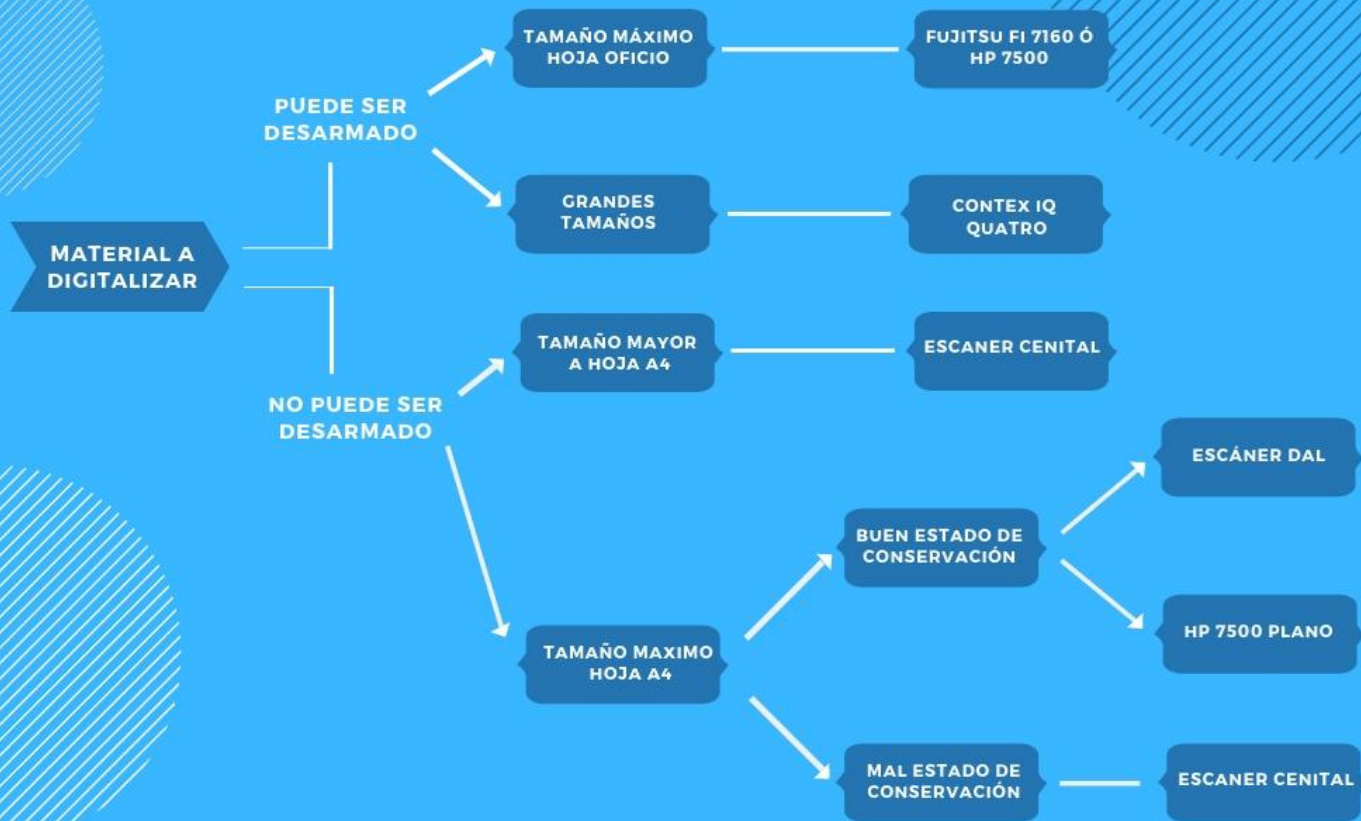 TAMAÑO MÁXIMO
HOJA OFICIO
FUJITSU FI 7160 Ó
HP 7500
PUEDE SER
DESARMADO
GRANDES
TAMAÑOS
CONTEX IQ
QUATRO
MATERIAL A
DIGITALIZAR
TAMAÑO MAYOR
A HOJA A4
ESCANER CENITAL
NO PUEDE SER
DESARMADO
ESCÁNER DAL
BUEN ESTADO DE
CONSERVACIÓN
HP 7500 PLANO
TAMAÑO MAXIMO
HOJA A4
MAL ESTADO DE
CONSERVACIÓN
ESCANER CENITAL